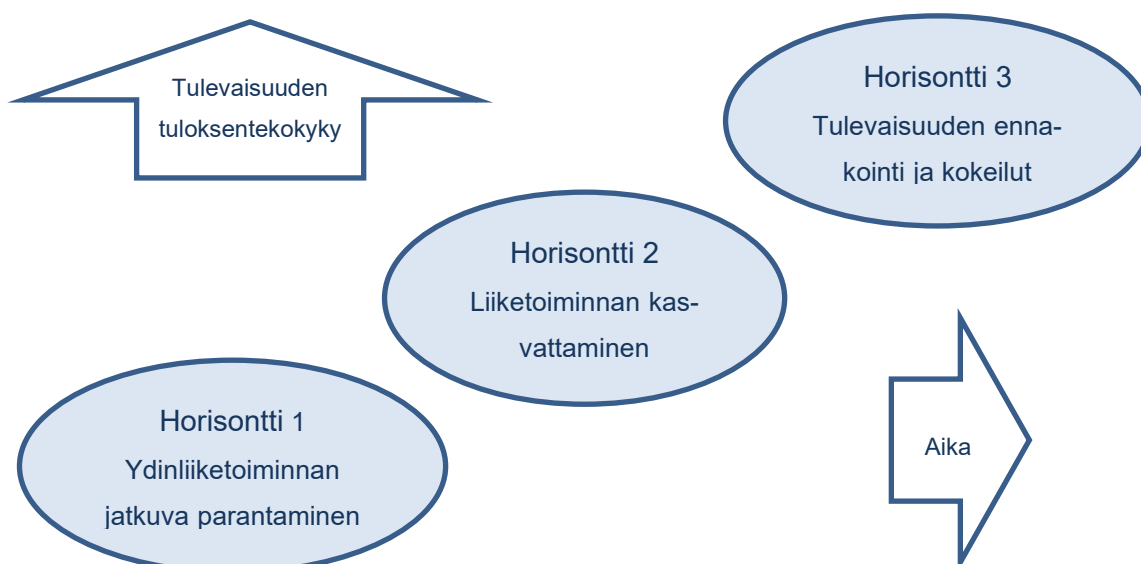 Tulevaisuuden
tuloksentekokyky
Horisontti 3
Tulevaisuuden enna-
kointi ja kokeilut
Horisontti 2
Liiketoiminnan kas-
vattaminen
Horisontti 1
Ydinliiketoiminnan
jatkuva parantaminen
Aika